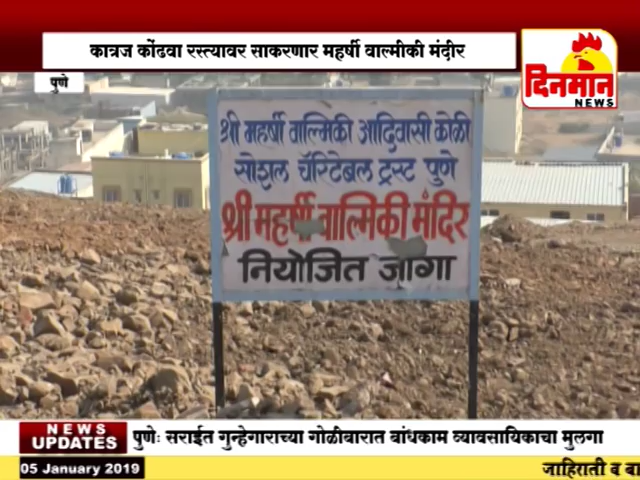 कात्रज कोंढवा रस्त्यावर साकरणार महर्षी वाल्मीकी मंदीर
पुणे
दिनमान
NEWS
श्री महर्षी वाल्मिकी आदिवासी कोळी
सोशल चॅरिटेबल ट्रस्ट पुणे
श्री महर्षी वाल्मिकी मंदिर
नियोजित जागा
NEWS
UPDATES
पुणेः सराईत गुन्हेगाराच्या गोळीबारात बांधकाम व्यावसायिकाचा मुलगा
05 January 2019
जाहिराती व